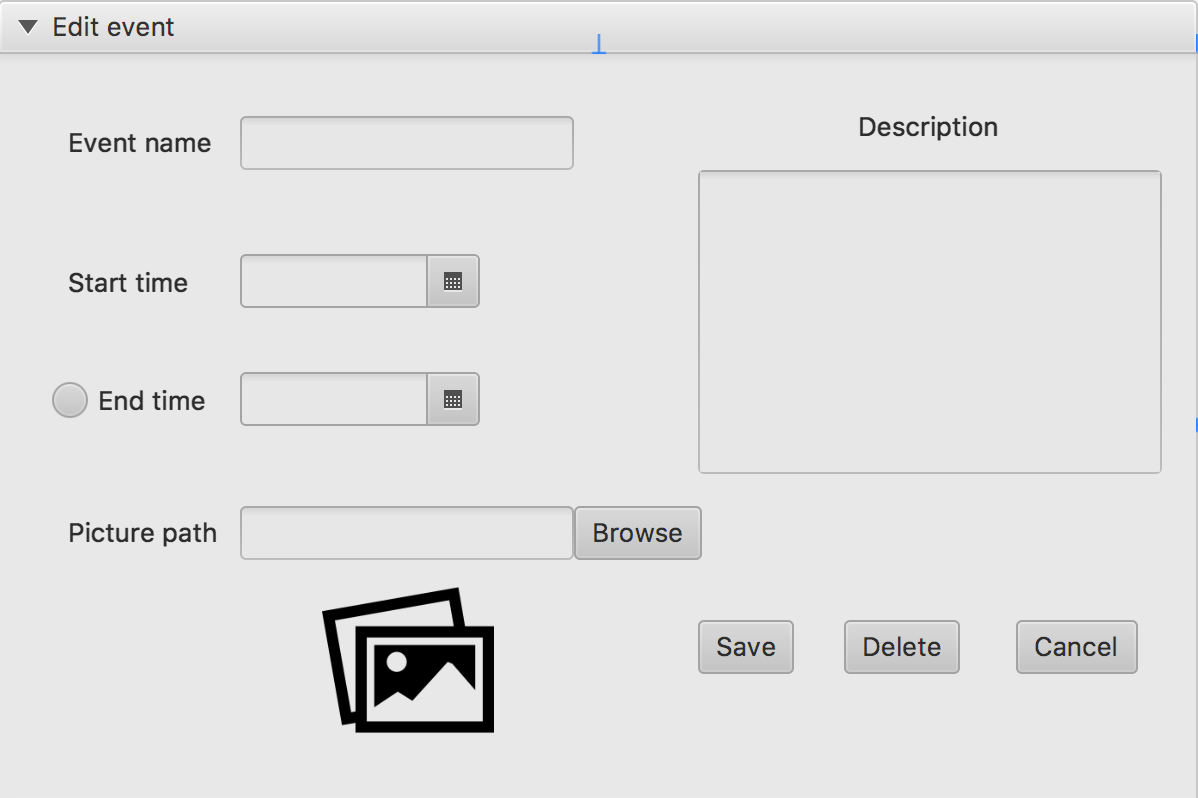 Edit event
Event name
Description
Start time
End time
Picture path
Browse
Save
Delete
Cancel